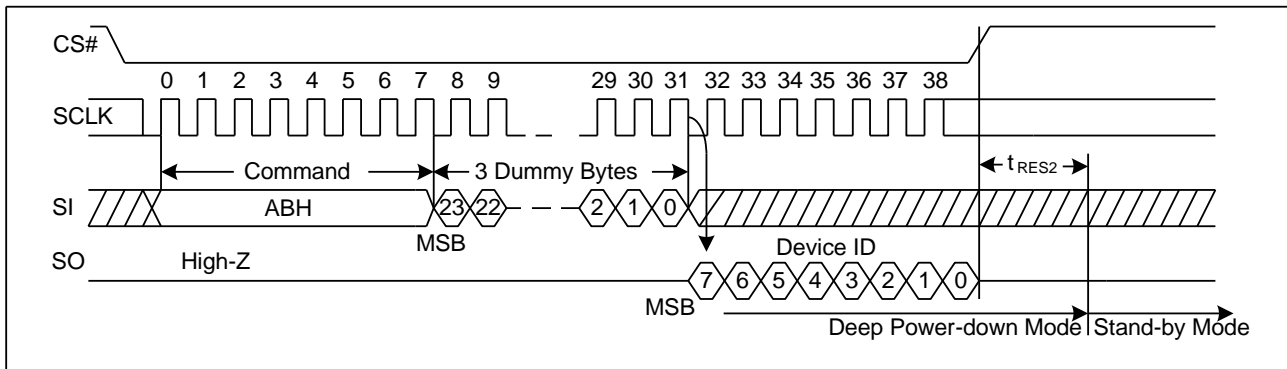 CS#
0 1 2 3 4 5 6 7 8 9 29 30 31 32 33 34 35 36 37 38
SCLK
Command 3 Dummy Bytes tRES2
SI ABH 23 22 2 1 0
MSB Device ID
SO High-Z
7 6 5 4 3 2 1 0
MSB
Deep Power-down Mode Stand-by Mode